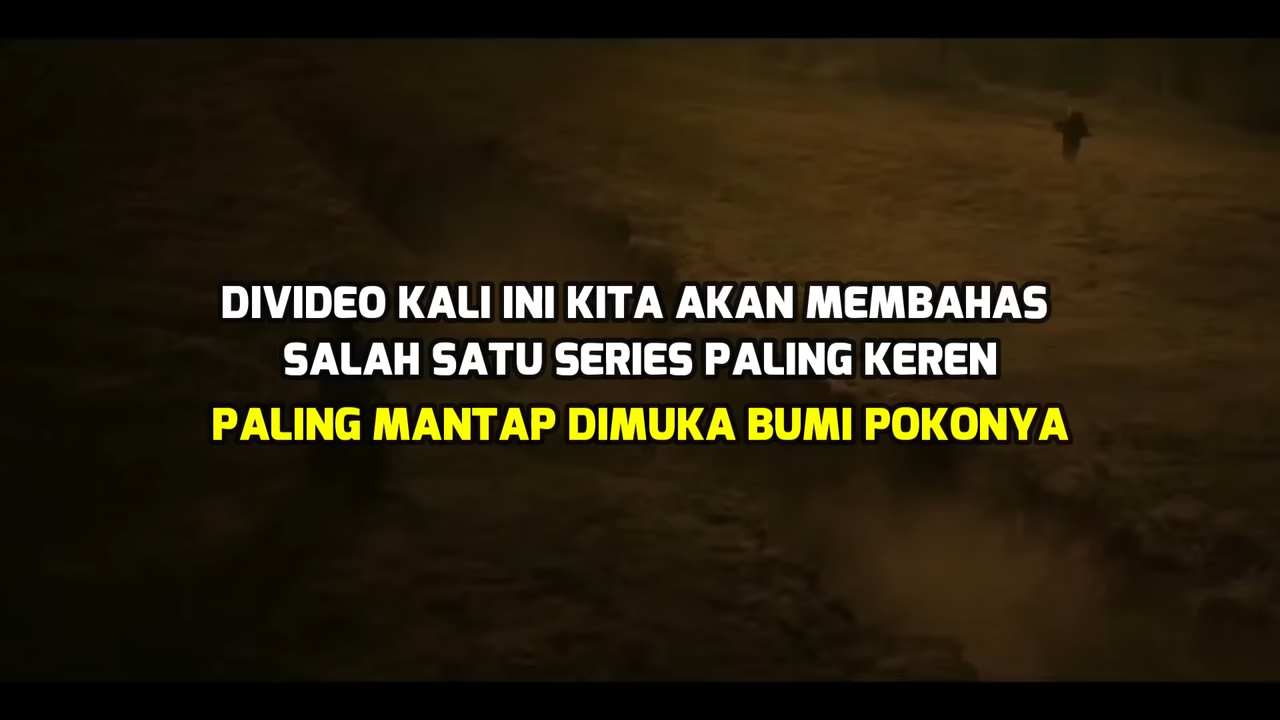 DIVIDEO KALI INI KITA AKAN MEMBAHAS
SALAH SATU SERIES PALING KEREN
PALING MANTAP DIMUKA BUMI POKONYA